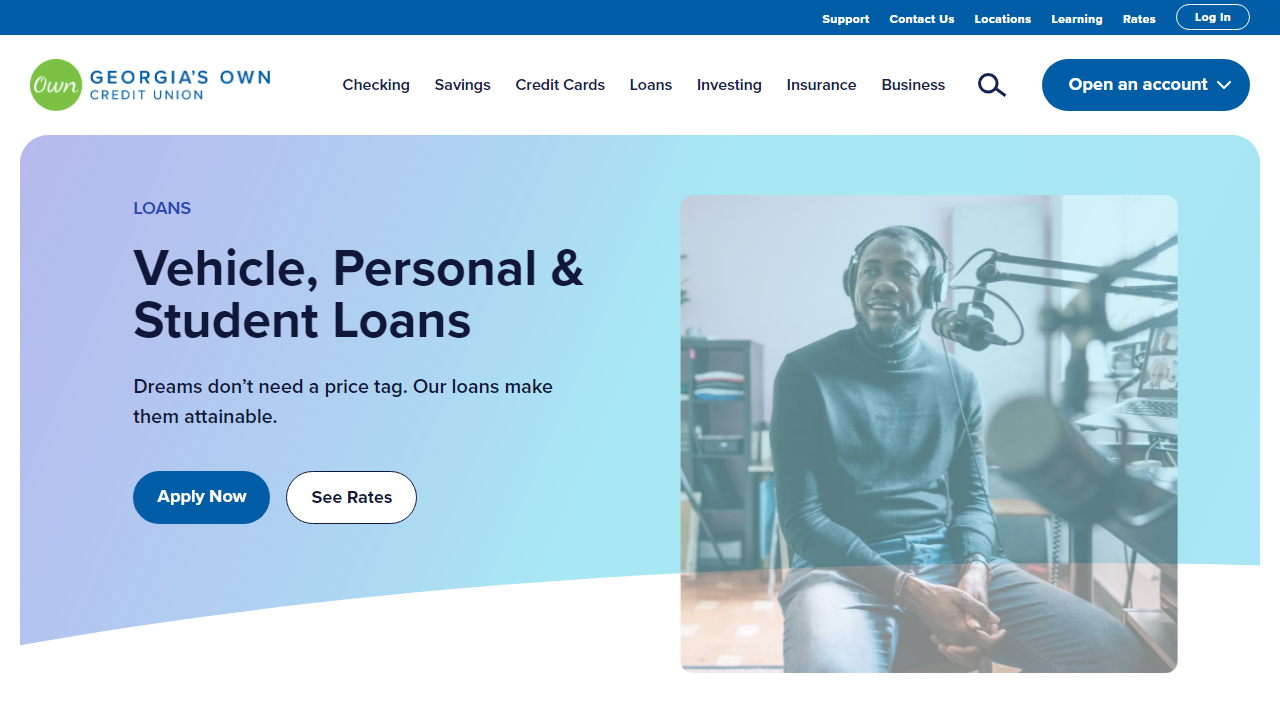 Support Contact Us Locations Learning Rates Log In
Own GEORGIA'S OWN
CREDIT UNION
Checking Savings Credit Cards Loans Investing Insurance Business Open an account
LOANS
Vehicle, Personal &
Student Loans
Dreams don’t need a price tag. Our loans make
them attainable.
Apply Now See Rates